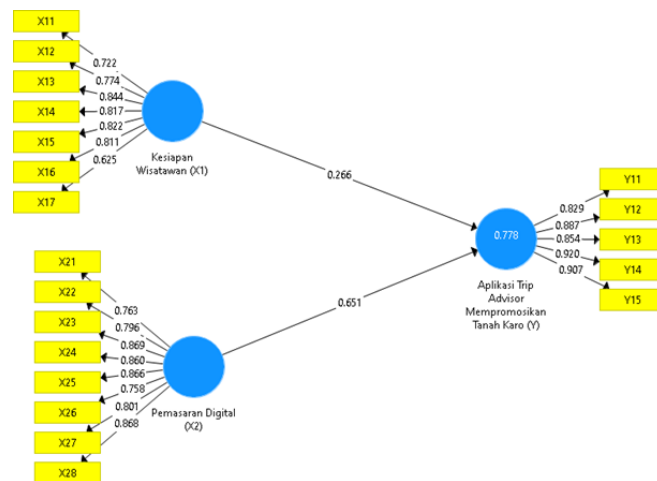 X11
X12
X13
X14
X15
X16
X17
0.722
0.774
0.844
0.817
0.822
0.811
0.625
Kesiapan
Wisatawan (X1)
0.266
X21
X22
X23
X24
X25
X26
X27
X28
0.763
0.796
0.869
0.860
0.866
0.758
0.801
0.868
Pemasaran Digital
(X2)
0.651
0.778
Aplikasi Trip
Advisor
Mempromosikan
Tanah Karo (Y)
0.829
0.887
0.854
0.920
0.907
Y11
Y12
Y13
Y14
Y15